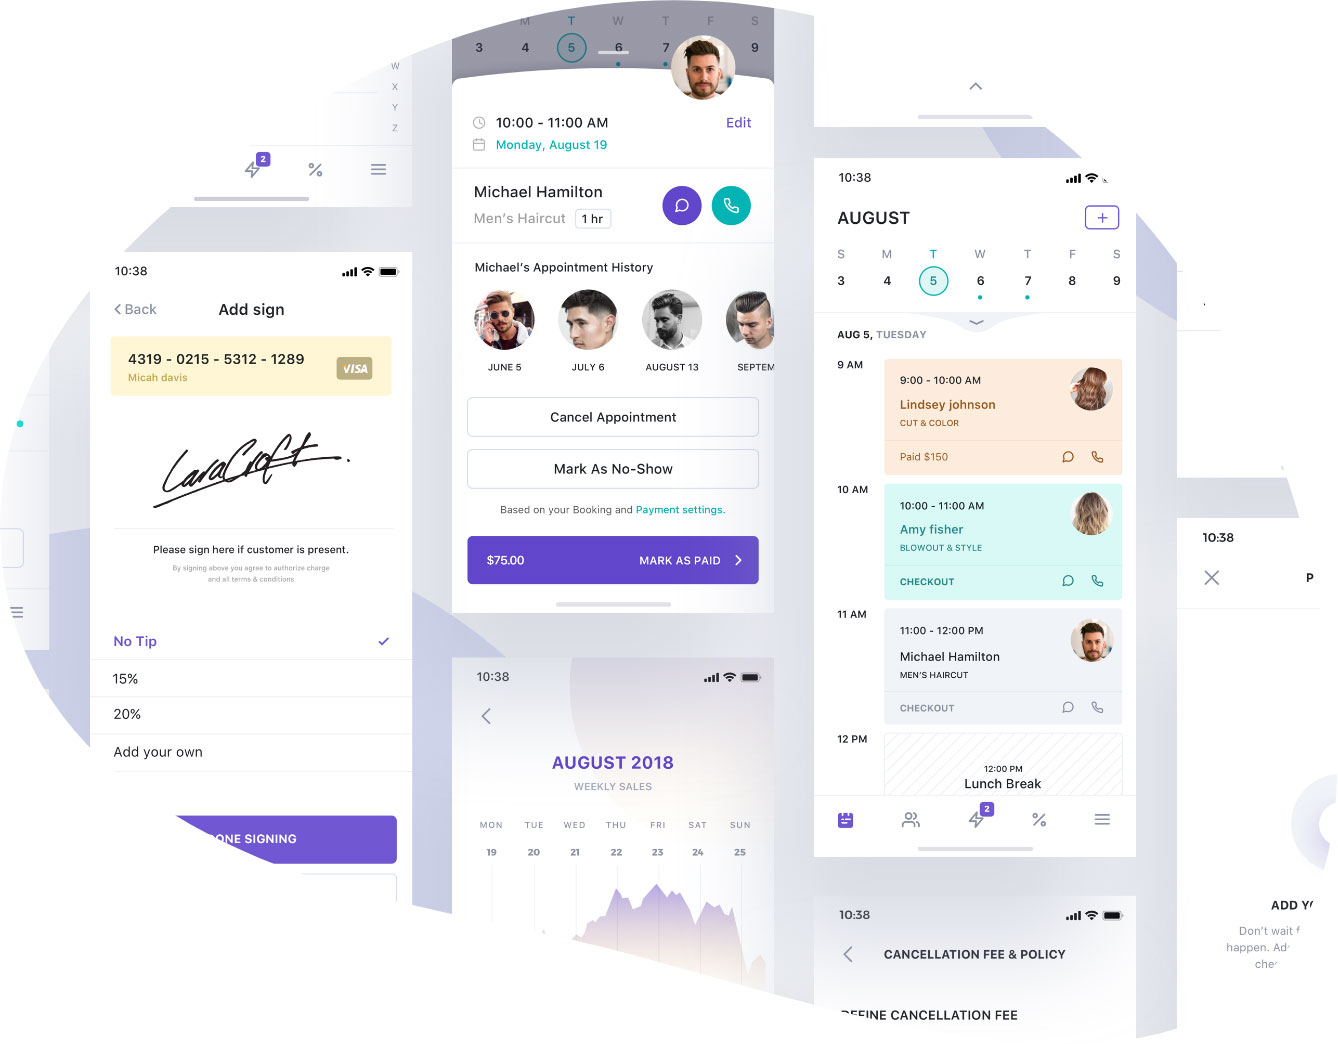 W
X
Y
Z
2
10:38
Back
Add sign
4319 - 0215 - 5312 - 1289
VISA
Micah davis
Lara Croft
Please sign here if customer is present.
By signing above you agree to authorize charge
and all terms & conditions
No Tip
15%
20%
Add your own
ONE SIGNING
M T W T F S
3 4 5 6 7 9
10:00 - 11:00 AM
Edit
Monday, August 19
Michael Hamilton
Men's Haircut 1 hr
Michael's Appointment History
JUNE 5 JULY 6 AUGUST 13 SEPTEM
Cancel Appointment
Mark As No-Show
Based on your Booking and Payment settings.
$75.00 MARK AS PAID
10:38
AUGUST 2018
WEEKLY SALES
MON TUE WED THU FRI SAT SUN
19 20 21 22 23 24 25
10:38
AUGUST
S M T W T F S
3 4 5 6 7 8 9
AUG 5, TUESDAY
9 AM
9:00 - 10:00 AM
Lindsey johnson
CUT & COLOR
Paid $150
10 AM
10:00 - 11:00 AM
Amy fisher
BLOWOUT & STYLE
CHECKOUT
11 AM
11:00 - 12:00 PM
Michael Hamilton
MEN'S HAIRCUT
CHECKOUT
12 PM
12:00 PM
Lunch Break
2
10:38
CANCELLATION FEE & POLICY
DEFINE CANCELLATION FEE
10:38
P
ADD Y
Don't wait f
happen. Ad
che